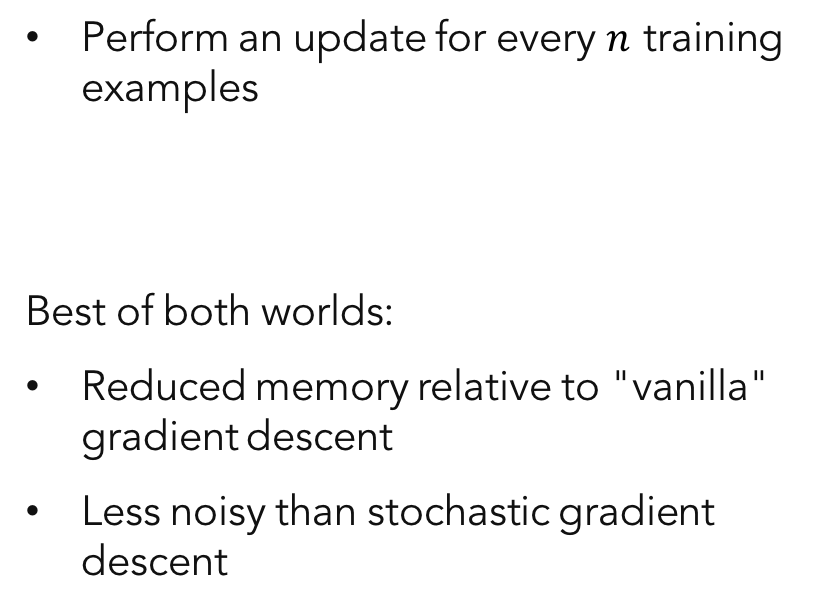 • Perform an update for every n training
examples
Best of both worlds:
• Reduced memory relative to "vanilla"
gradient descent
• Less noisy than stochastic gradient
descent